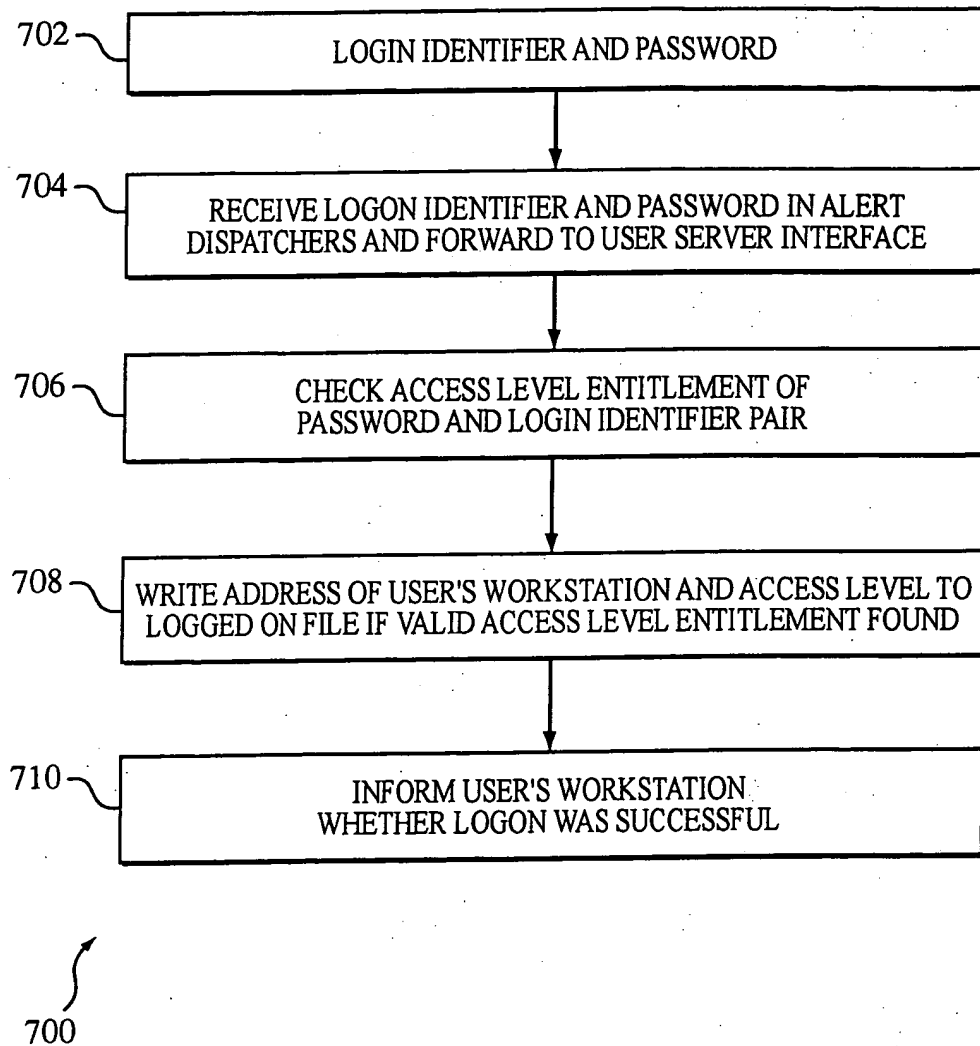 702
LOGIN IDENTIFIER AND PASSWORD
704
RECEIVE LOGON IDENTIFIER AND PASSWORD IN ALERT
DISPATCHERS AND FORWARD TO USER SERVER INTERFACE
706
CHECK ACCESS LEVEL ENTITLEMENT OF
PASSWORD AND LOGIN IDENTIFIER PAIR
708
WRITE ADDRESS OF USER'S WORKSTATION AND ACCESS LEVEL TO
LOGGED ON FILE IF VALID ACCESS LEVEL ENTITLEMENT FOUND
710
INFORM USER'S WORKSTATION
WHETHER LOGON WAS SUCCESSFUL
700